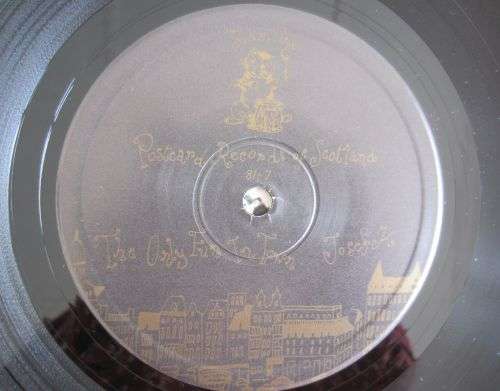 Postcard Records of Scotland
81-7
The Only Fun In Town Josef K